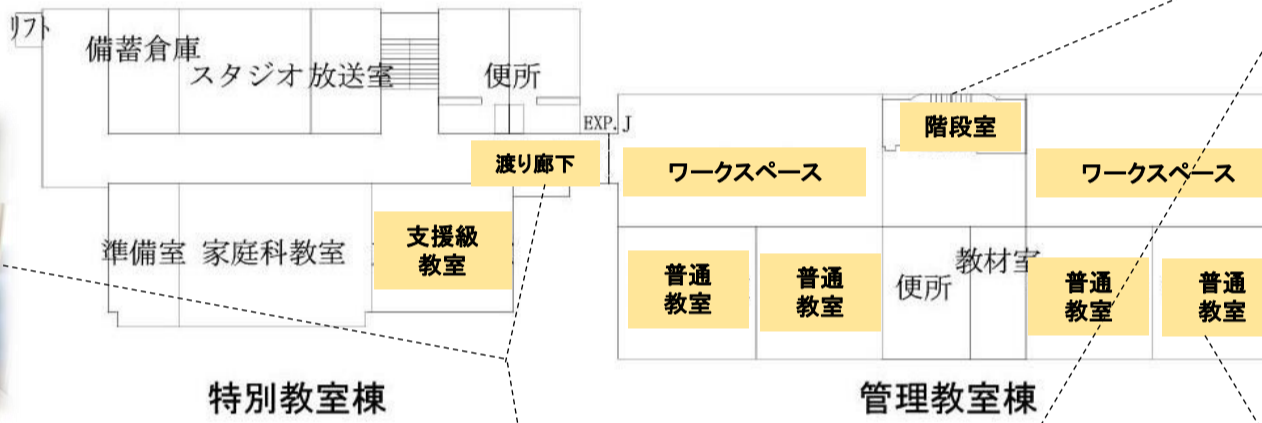 リフト
備蓄倉庫
スタジオ 放送室
便所
EXP.J
渡り廊下
準備室 家庭科教室
支援級
教室
特別教室棟
階段室
ワークスペース
ワークスペース
普通
教室
普通
教室
便所
教材室
普通
教室
普通
教室
管理教室棟